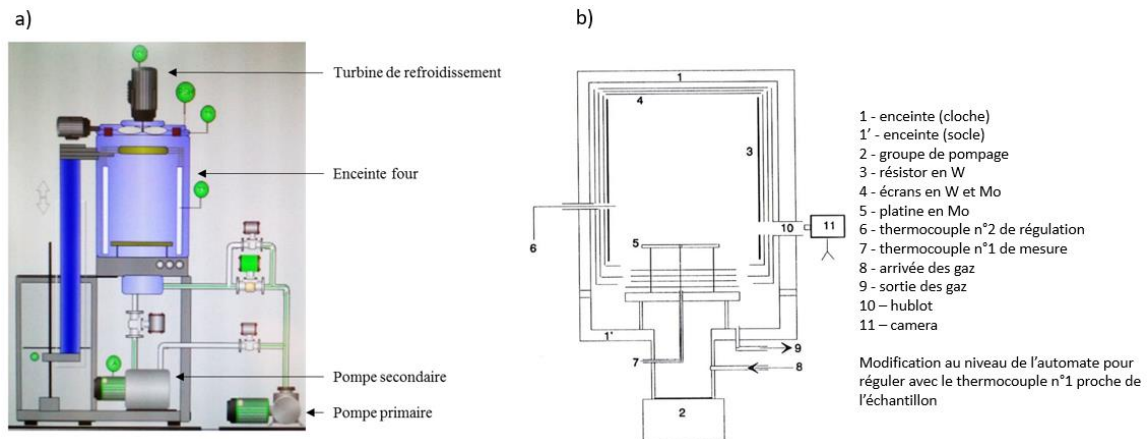 a)
Turbine de refroidissement
Enceinte four
Pompe secondaire
Pompe primaire
b)
1
4
3
10
11
6
5
1'
7
9
8
2
1 - enceinte (cloche)
1' - enceinte (socle)
2 - groupe de pompage
3 - résistor en W
4 - écrans en W et Mo
5 - platine en Mo
6 - thermocouple n°2 de régulation
7 - thermocouple n°1 de mesure
8 - arrivée des gaz
9 - sortie des gaz
10 – hublot
11 – camera
Modification au niveau de l'automate pour
réguler avec le thermocouple n°1 proche de
l'échantillon